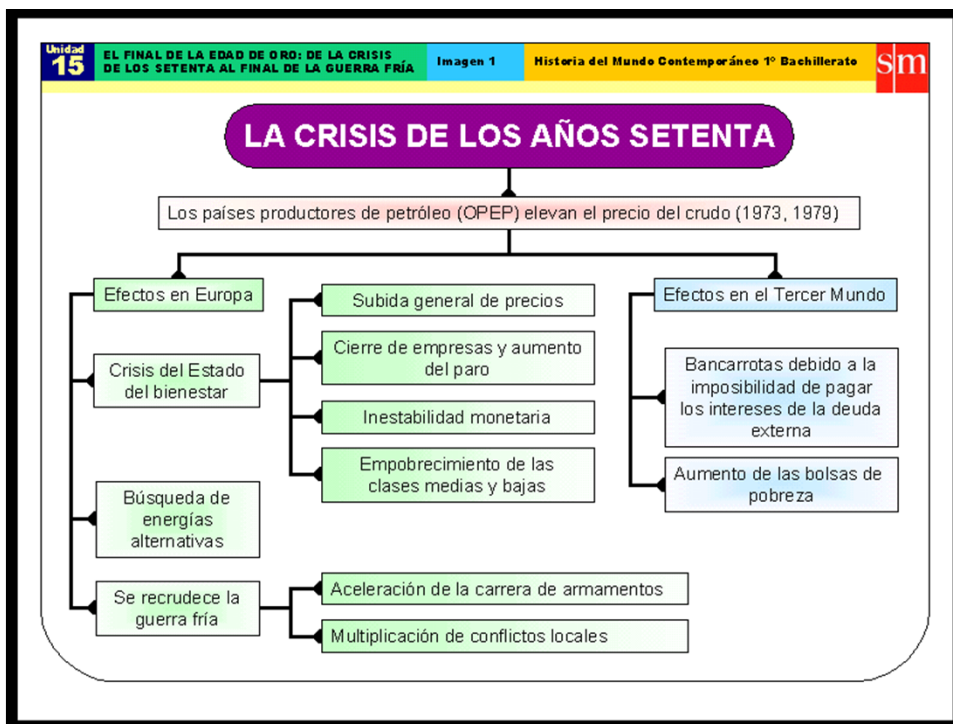 Unidad
15
EL FINAL DE LA EDAD DE ORO: DE LA CRISIS
DE LOS SETENTA AL FINAL DE LA GUERRA FRÍA
Imagen 1
Historia del Mundo Contemporáneo 1º Bachillerato
sm
LA CRISIS DE LOS AÑOS SETENTA
Los países productores de petróleo (OPEP) elevan el precio del crudo (1973, 1979)
Efectos en Europa
Crisis del Estado
del bienestar
Subida general de precios
Cierre de empresas y aumento
del paro
Inestabilidad monetaria
Empobrecimiento de las
clases medias y bajas
Búsqueda de
energías
alternativas
Se recrudece la
guerra fría
Aceleración de la carrera de armamentos
Multiplicación de conflictos locales
Efectos en el Tercer Mundo
Bancarrotas debido a la
imposibilidad de pagar
los intereses de la deuda
externa
Aumento de las bolsas de
pobreza